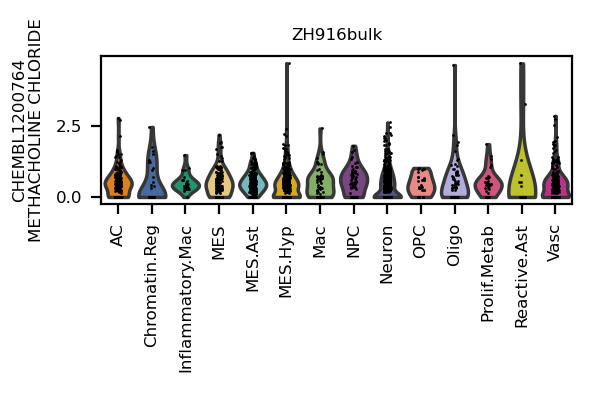 ZH916bulk
CHEMBL1200764
METHACHOLINE CHLORIDE
2.5
0.0
AC
Chromatin.Reg
Inflammatory.Mac
MES
MES.Ast
MES.Hyp
Mac
NPC
Neuron
OPC
Oligo
Prolif.Metab
Reactive.Ast
Vasc